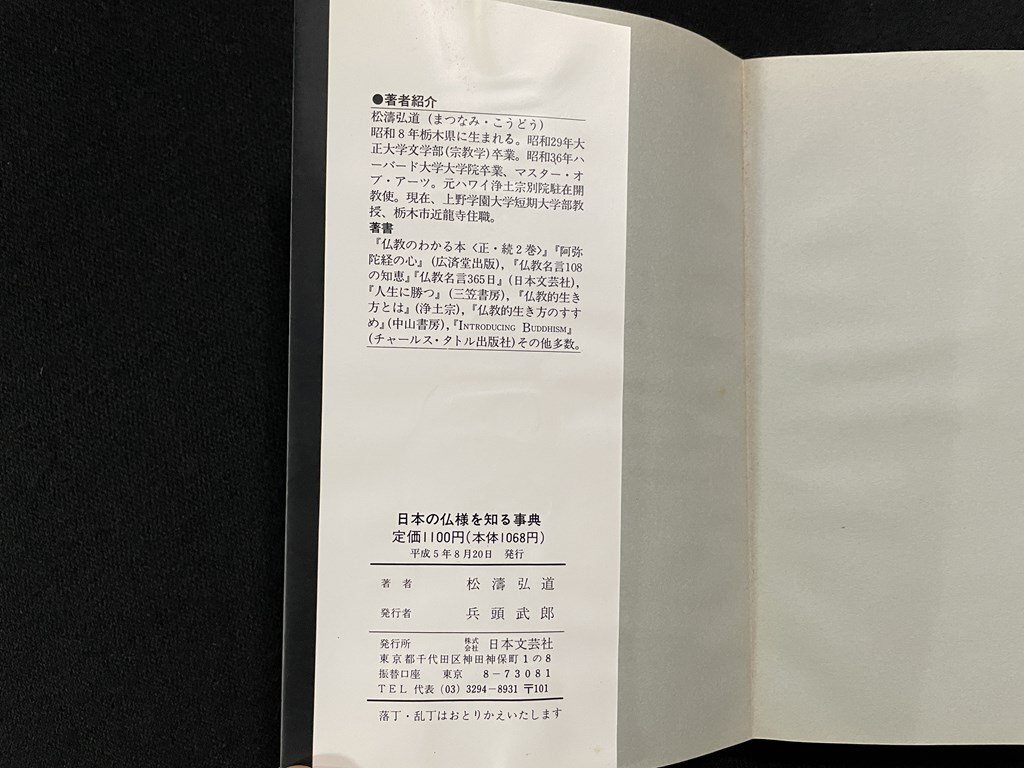 ●著者紹介
松濤弘道（まつなみ・こうどう）
昭和８年栃木県に生まれる。昭和29年大
正大学文学部(宗教学)卒業。昭和36年ハ
ーバード大学大学院卒業、マスター・オ
ブ・アーツ。元ハワイ浄土宗別院駐在開
教使。現在、上野学園大学短期大学部教
授、栃木市近龍寺住職。
著書
『仏教のわかる本〈正・続２巻〉』『阿弥
陀経の心』（広済堂出版），『仏教名言108
の知恵』『仏教名言365日』（日本文芸社），
『人生に勝つ』（三笠書房），『仏教的生き
方とは』（浄土宗），『仏教的生き方のすす
め』（中山書房），『INTRODUCING BUDDHISM』
（チャールス・タトル出版社）その他多数。
日本の仏様を知る事典
定価1100円（本体1068円）
平成５年８月20日　発行
著　者　松　濤　弘　道
発行者　兵　頭　武　郎
発行所　株式会社　日本文芸社
東京都千代田区神田神保町１の８
振替口座　東京　８－７３０８１
ＴＥＬ 代表（03）3294－8931 〒101
落丁・乱丁はおとりかえいたします